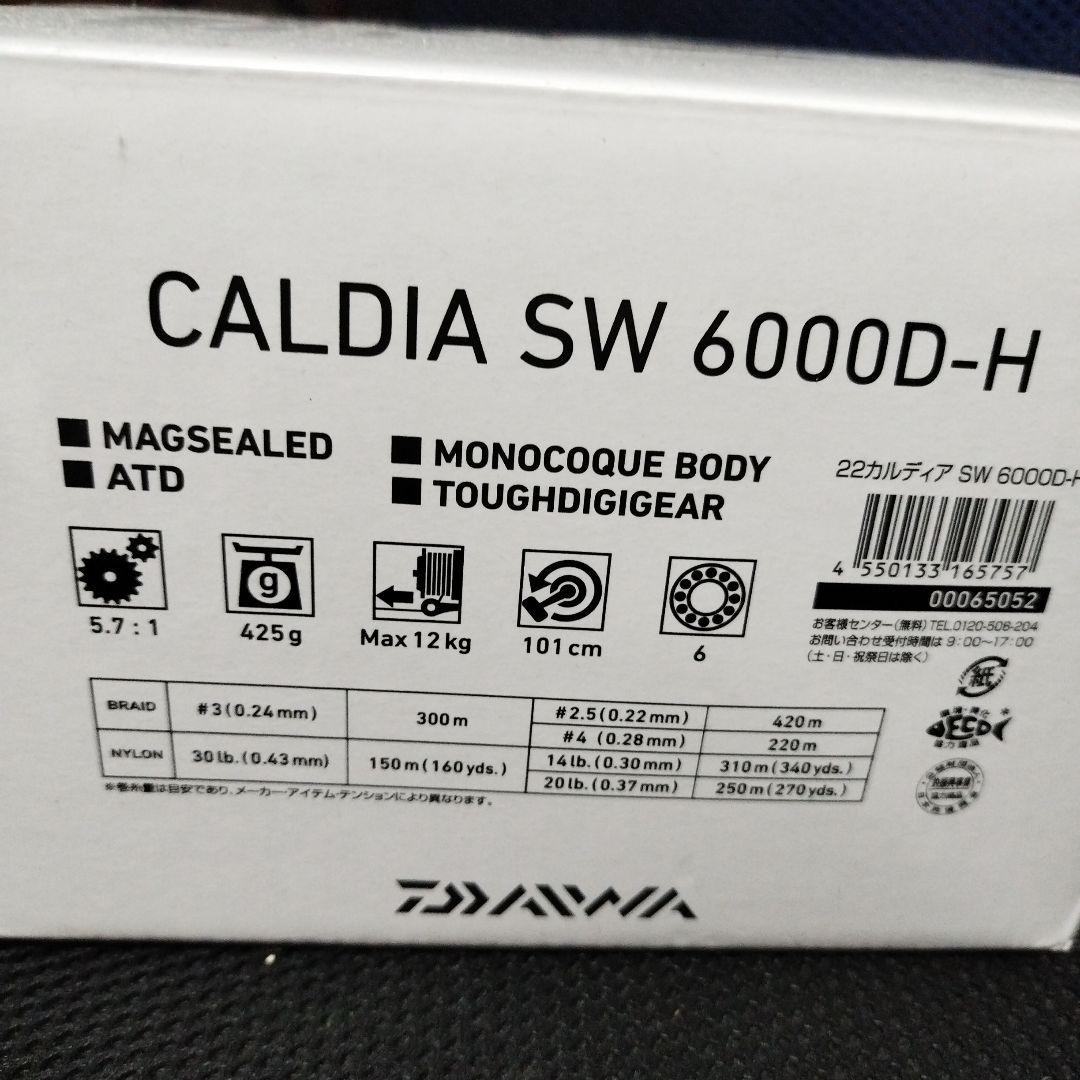 CALDIA SW 6000D-H
■ MAGSEALED
■ ATD
■ MONOCOQUE BODY
■ TOUGHDIGIGEAR
22カルディア SW 6000D-H
4 550133 165757
00065052
お客様センター(無料) TEL.0120-506-204
お問い合わせ受付時間は 9:00～17:00
(土・日・祝祭日は除く)
g
5.7 : 1
425g
Max 12kg
101cm
6
紙
BRAID #3(0.24mm) 300m #2.5(0.22mm) 420m
#4 (0.28mm) 220m
NYLON 30lb.(0.43mm) 150m(160yds.) 14lb.(0.30mm) 310m(340yds.)
20lb.(0.37mm) 250m(270yds.)
※巻糸量は目安であり、メーカー・アイテム・テンションにより異なります。
DAIWA